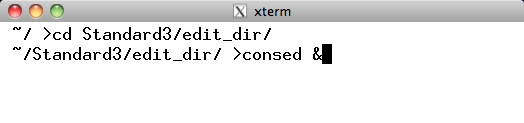 X xterm
~/ >cd Standard3/edit_dir/
~/Standard3/edit_dir/ >consed &